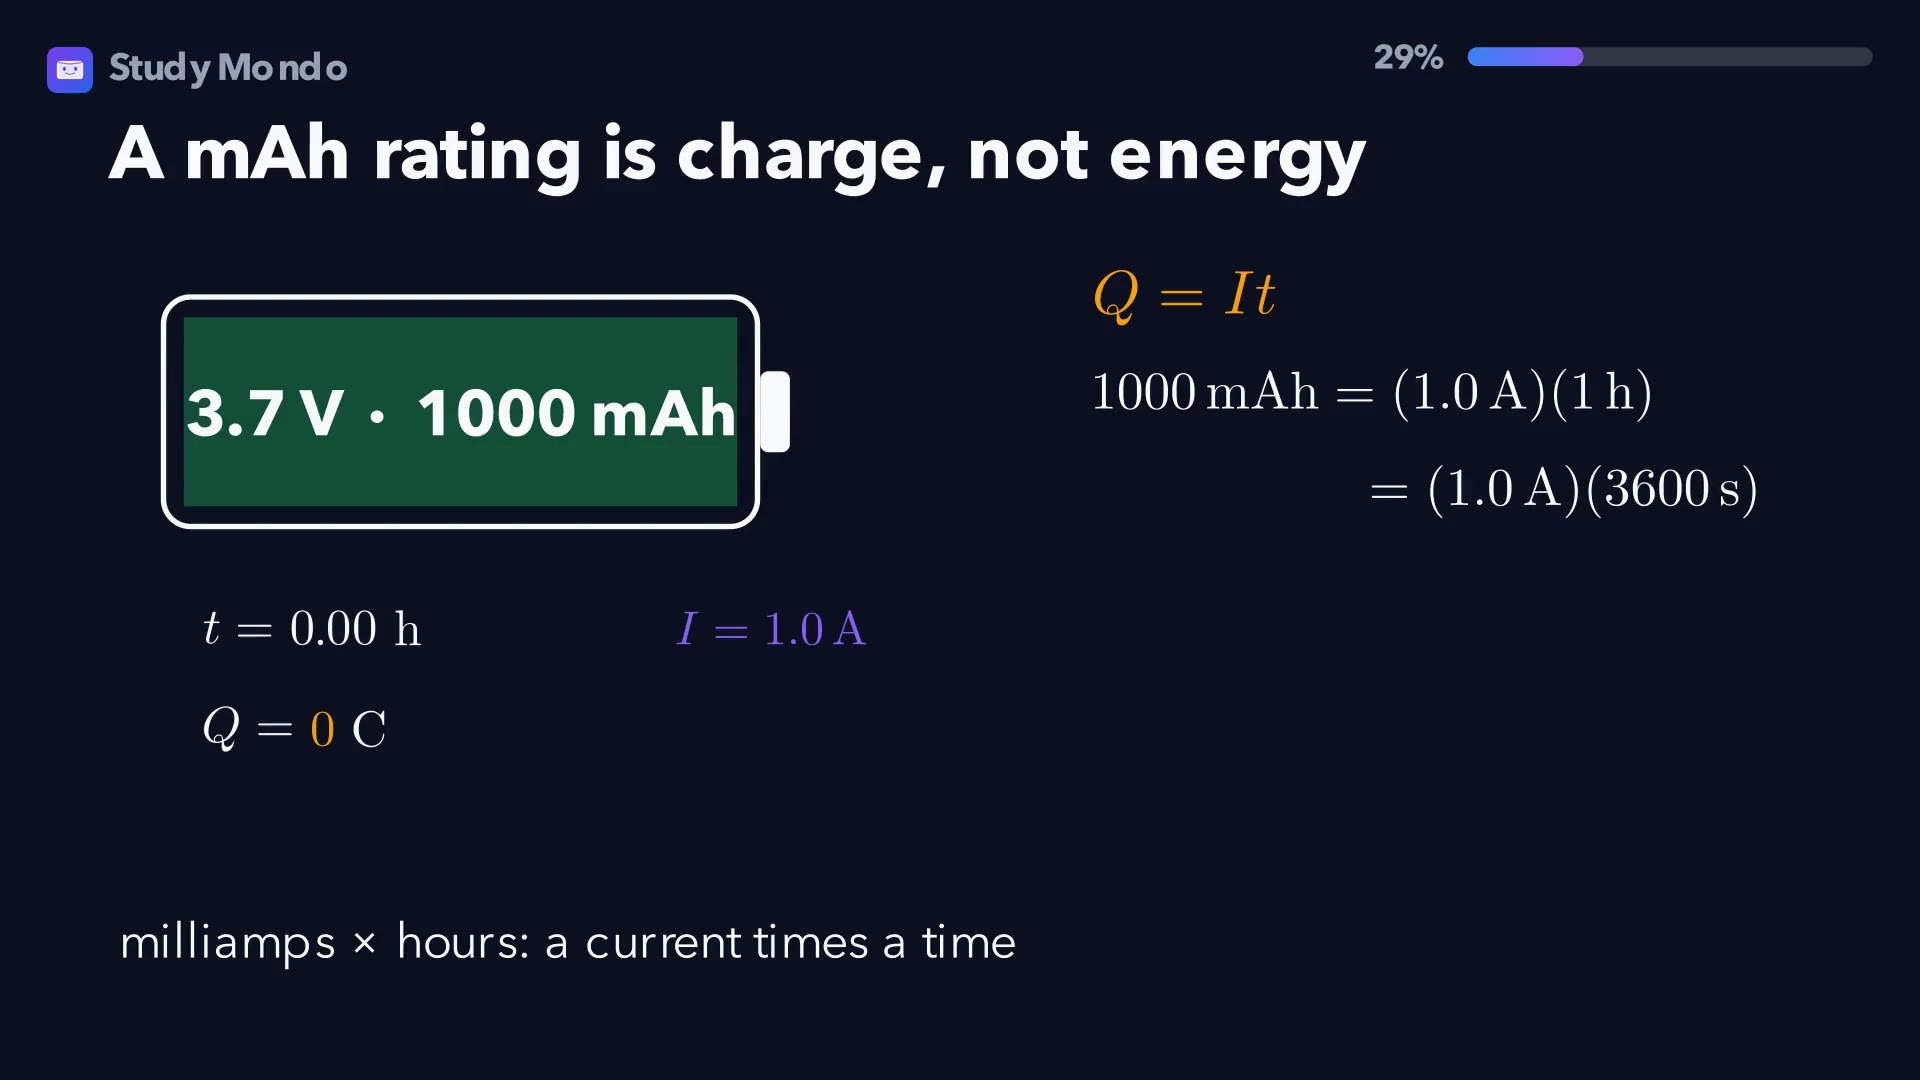 Study Mondo
29%
A mAh rating is charge, not energy
3.7 V · 1000 mAh
Q = It
1000 mAh = (1.0 A)(1 h)
= (1.0 A)(3600 s)
t = 0.00 h
I = 1.0 A
Q = 0 C
milliamps × hours: a current times a time